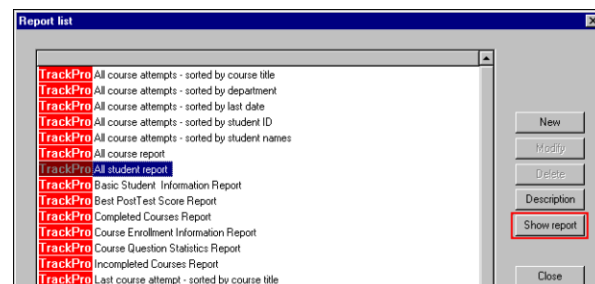 Report list
TrackPro All course attempts - sorted by course title
TrackPro All course attempts - sorted by department
TrackPro All course attempts - sorted by last date
TrackPro All course attempts - sorted by student ID
TrackPro All course attempts - sorted by student names
TrackPro All course report
TrackPro All student report
TrackPro Basic Student Information Report
TrackPro Best PostTest Score Report
TrackPro Completed Courses Report
TrackPro Course Enrollment Information Report
TrackPro Course Question Statistics Report
TrackPro Incompleted Courses Report
TrackPro Last course attempt - sorted by course title
New
Modify
Delete
Description
Show report
Close